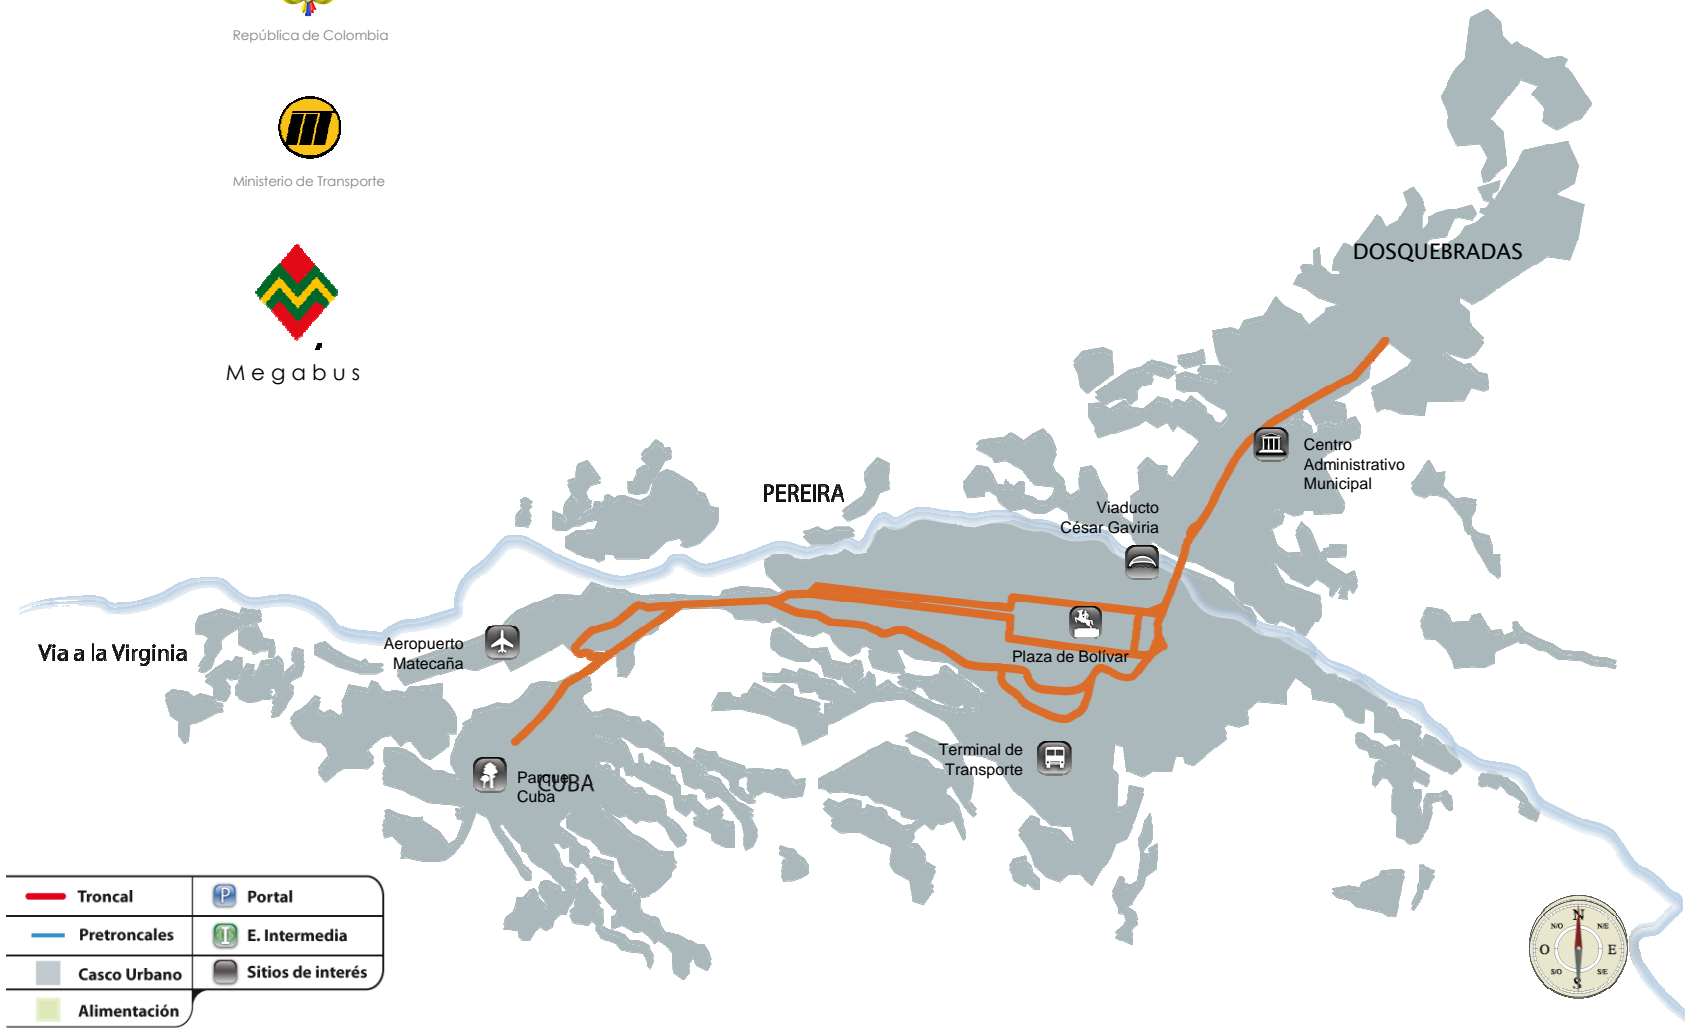 República de Colombia
Ministerio de Transporte
Megabus
DOSQUEBRADAS
Centro
Administrativo
Municipal
PEREIRA
Viaducto
César Gaviria
Aeropuerto
Matecaña
Via a la Virginia
Plaza de Bolívar
Terminal de
Transporte
Parque
Cuba
CUBA
Troncal
P Portal
Pretroncales
I E. Intermedia
Casco Urbano
Sitios de interés
Alimentación
N
N/O N/E
O E
S/O S/E
S